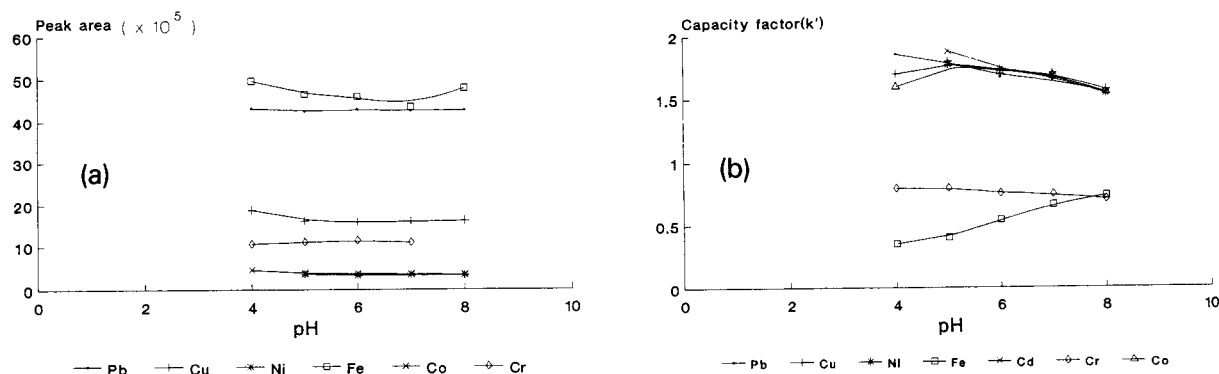 Peak area ( × 10 5 )
60
50
40
30
20
10
0
(a)
0 2 4 6 8 10
pH
Pb Cu Ni Fe Co Cr
Capacity factor(k')
2
1.5
1
0.5
0
(b)
0 2 4 6 8 10
pH
Pb Cu Ni Fe Cd Cr Co